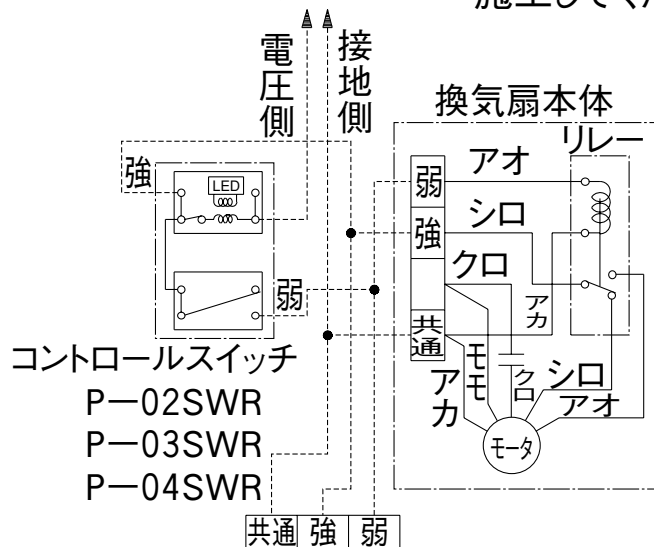 施工してくだ
電圧側
接地側
換気扇本体
リレー
強
LED
弱
アオ
強
シロ
クロ
弱
アカ
共通
コントロールスイッチ
P−02SWR
P−03SWR
P−04SWR
アカ
モモ
クロ
シロ
アオ
モータ
共通 強 弱